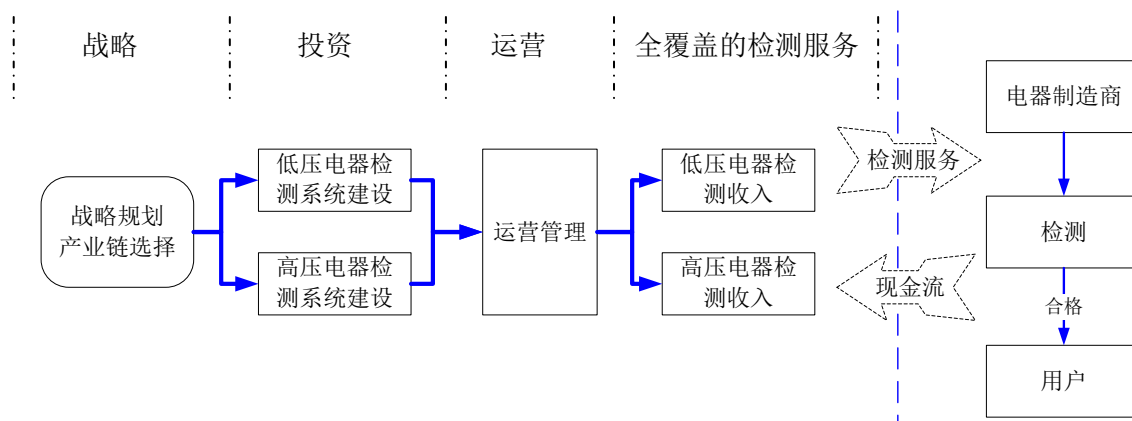 战略
投资
运营
全覆盖的检测服务
战略规划
产业链选择
低压电器检
测系统建设
高压电器检
测系统建设
运营管理
低压电器检
测收入
高压电器检
测收入
检测服务
现金流
电器制造商
检测
合格
用户